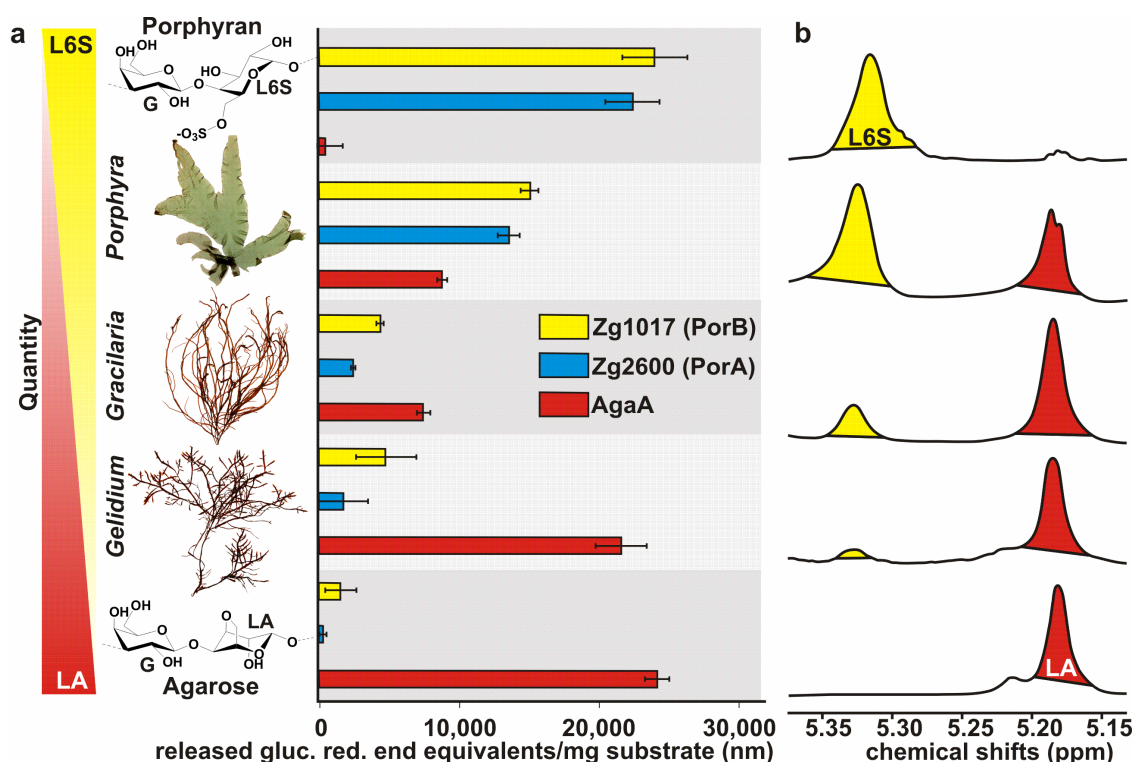 a
L6S
Porphyran
OH
OH
O
OH
G
O
HO
OH
O
O
L6S
O
-O₃S
Porphyra
Quantity
Gracilaria
Gelidium
OH
OH
O
OH
G
O
O
LA
O
OH
O
Agarose
LA
Zg1017 (PorB)
Zg2600 (PorA)
AgaA
0 10,000 20,000 30,000
released gluc. red. end equivalents/mg substrate (nm)
b
L6S
LA
5.35 5.30 5.25 5.20 5.15
chemical shifts (ppm)